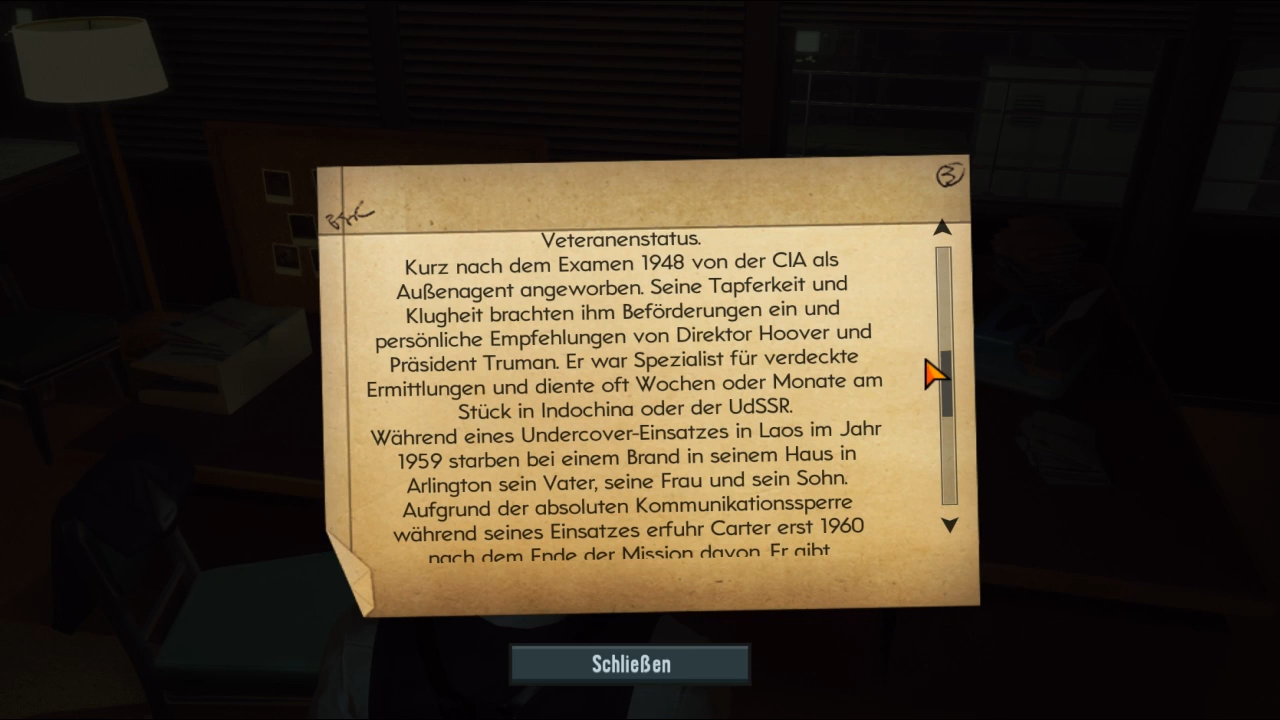 3
Veteranenstatus.
Kurz nach dem Examen 1948 von der CIA als
Außenagent angeworben. Seine Tapferkeit und
Klugheit brachten ihm Beförderungen ein und
persönliche Empfehlungen von Direktor Hoover und
Präsident Truman. Er war Spezialist für verdeckte
Ermittlungen und diente oft Wochen oder Monate am
Stück in Indochina oder der UdSSR.
Während eines Undercover-Einsatzes in Laos im Jahr
1959 starben bei einem Brand in seinem Haus in
Arlington sein Vater, seine Frau und sein Sohn.
Aufgrund der absoluten Kommunikationssperre
während seines Einsatzes erfuhr Carter erst 1960
nach dem Ende der Mission davon. Er gibt
Schließen